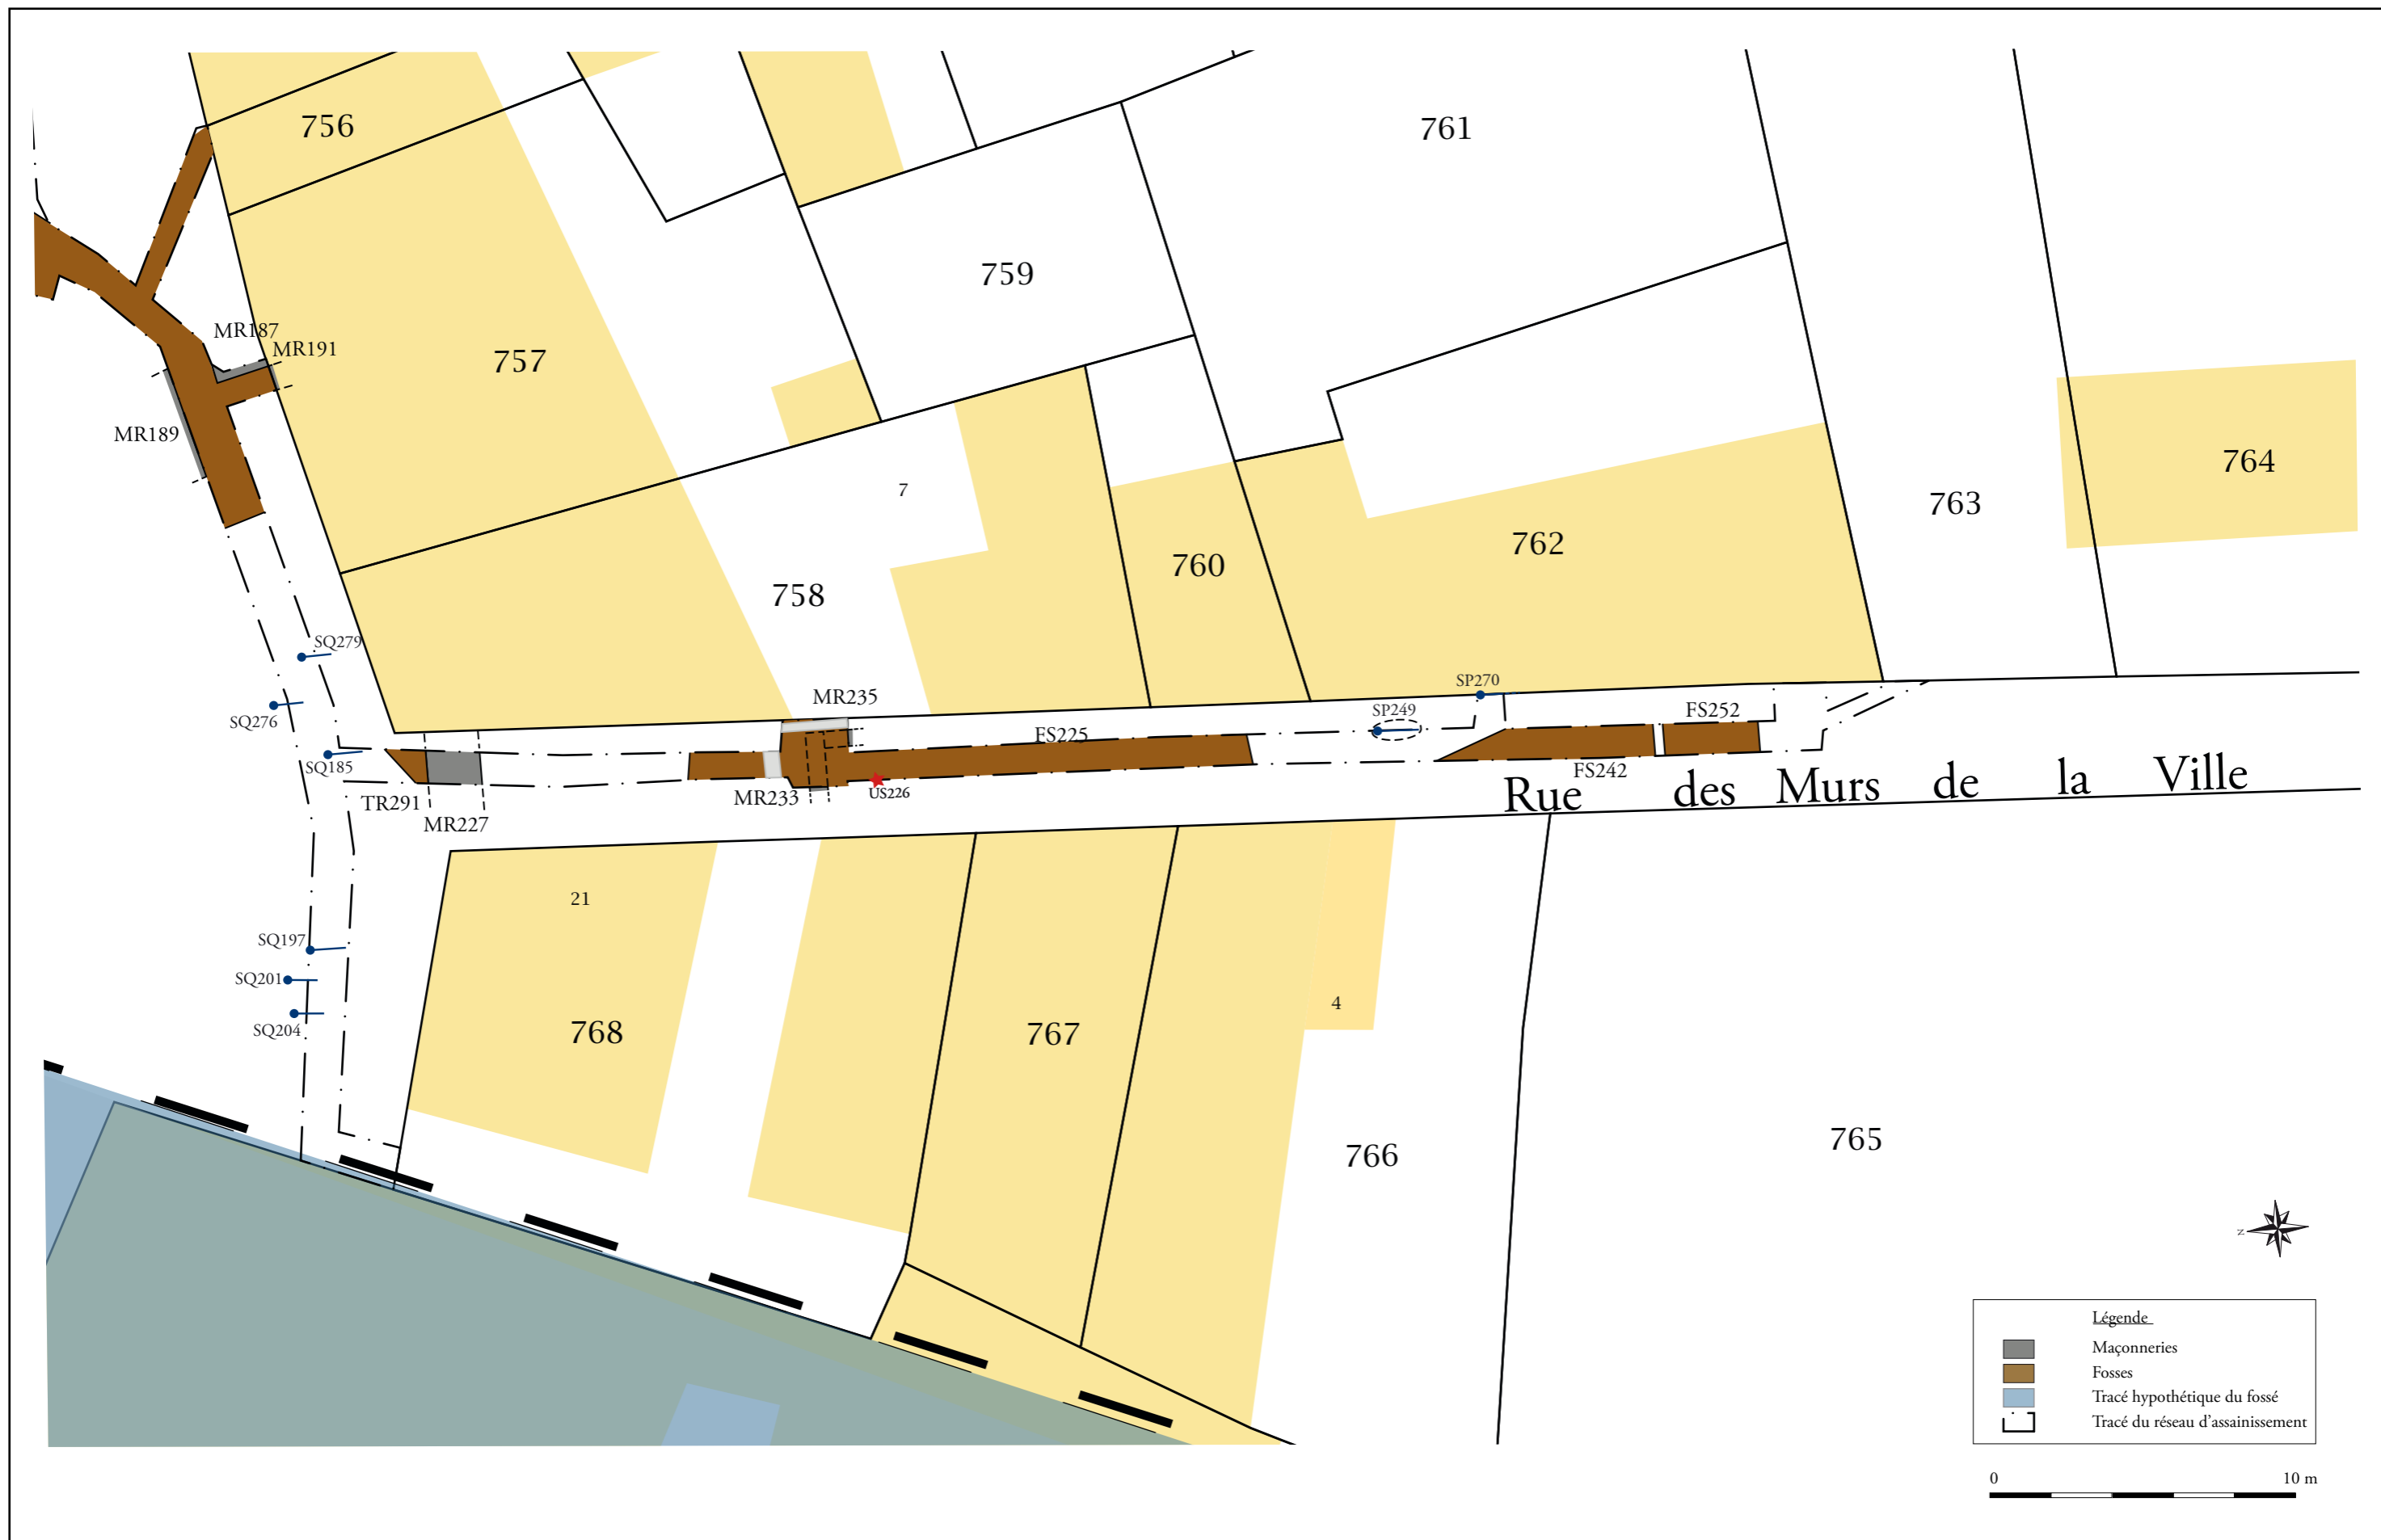 756
761
759
MR187
MR191
757
MR189
764
7
763
762
760
758
SQ279
SP270
MR235
SQ276
SP249
FS252
FS225
SQ185
FS242
Rue des Murs de la Ville
US226
MR233
TR291
MR227
21
SQ197
SQ201
4
SQ204
768
767
765
766
N
Légende
Maçonneries
Fosses
Tracé hypothétique du fossé
Tracé du réseau d'assainissement
0 10 m